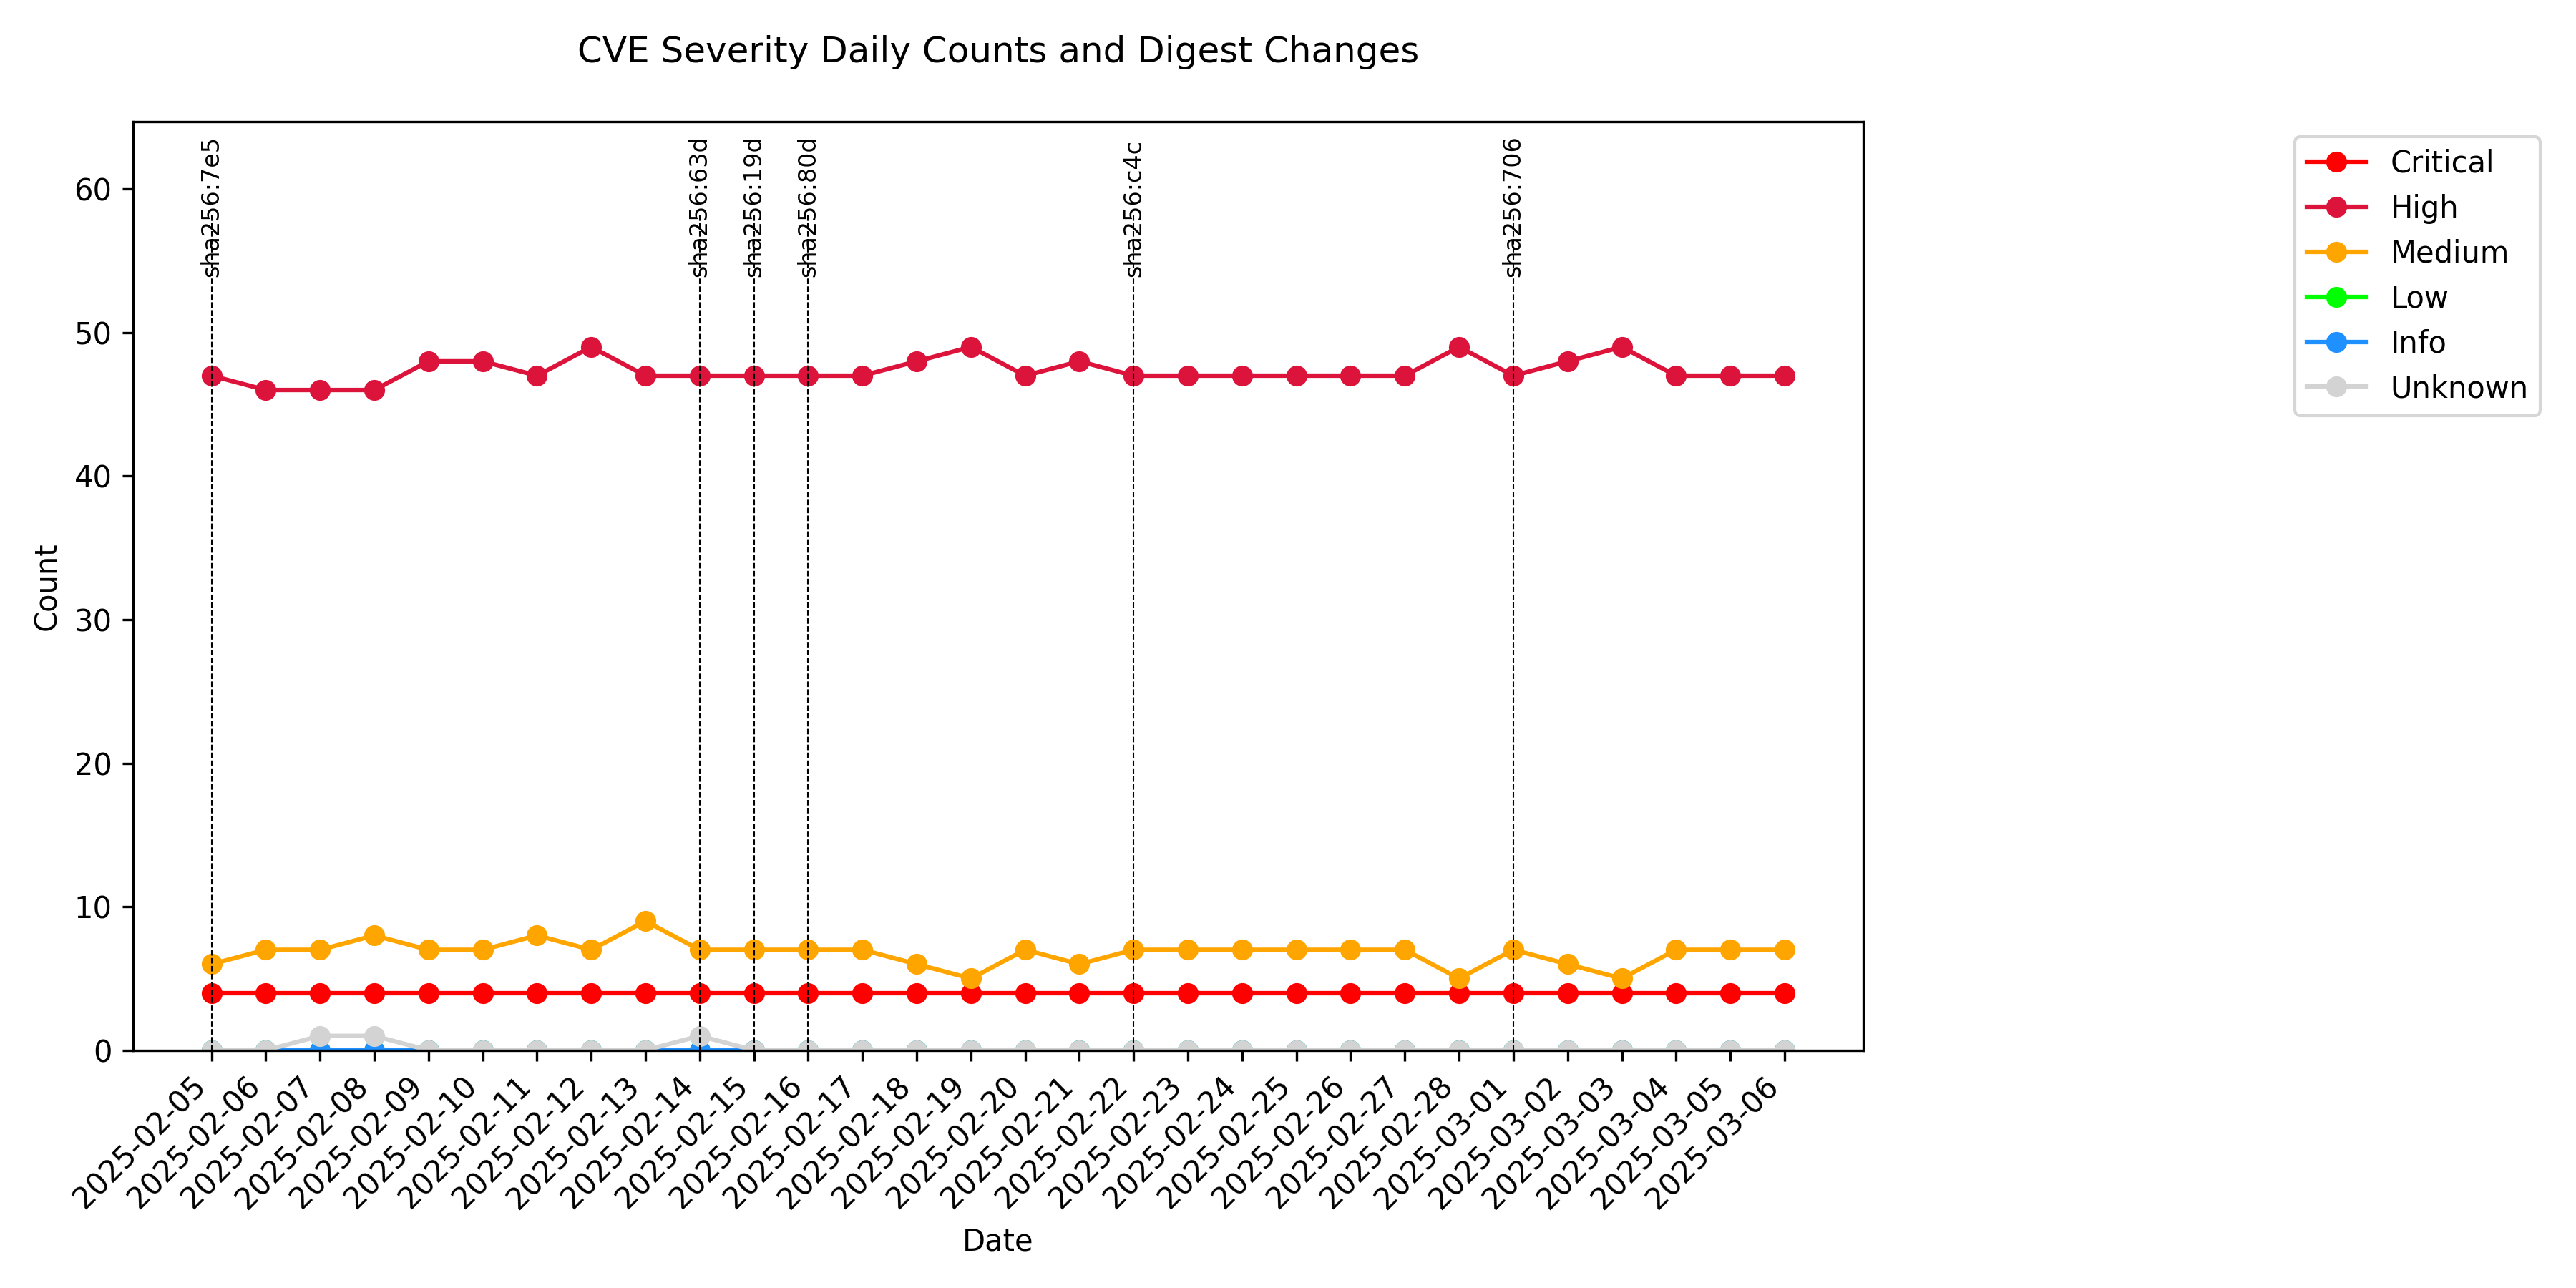 CVE Severity Daily Counts and Digest Changes
sha256:7e5
sha256:63d
sha256:19d
sha256:80d
sha256:c4c
sha256:706
Critical
High
Medium
Low
Info
Unknown
Count
60
50
40
30
20
10
0
2025-02-05
2025-02-06
2025-02-07
2025-02-08
2025-02-09
2025-02-10
2025-02-11
2025-02-12
2025-02-13
2025-02-14
2025-02-15
2025-02-16
2025-02-17
2025-02-18
2025-02-19
2025-02-20
2025-02-21
2025-02-22
2025-02-23
2025-02-24
2025-02-25
2025-02-26
2025-02-27
2025-02-28
2025-03-01
2025-03-02
2025-03-03
2025-03-04
2025-03-05
2025-03-06
Date